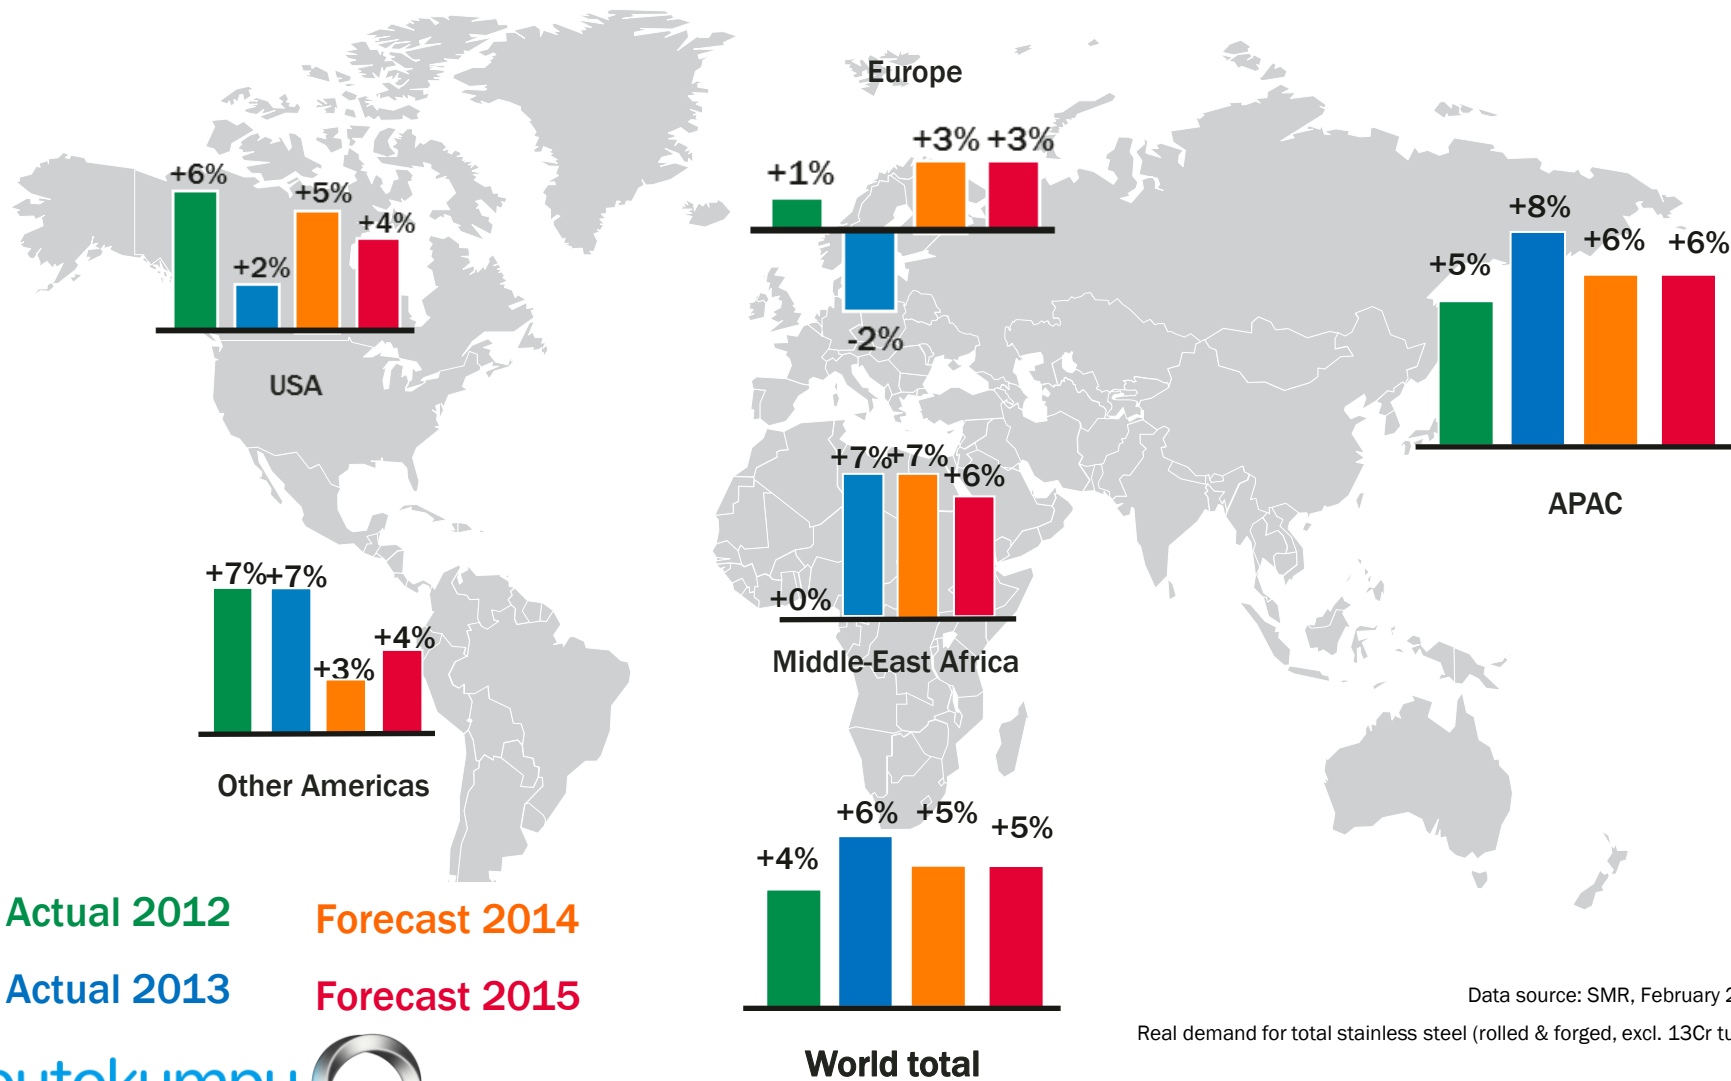 Europe
+1%
+3% +3%
-2%
+6%
+2%
+5%
+4%
USA
+5%
+8%
+6%
+6%
APAC
+0%
+7%
+7%
+6%
Middle-East Africa
+7%
+7%
+3%
+4%
Other Americas
+4%
+6%
+5%
+5%
World total
Actual 2012
Forecast 2014
Actual 2013
Forecast 2015
Data source: SMR, February
Real demand for total stainless steel (rolled & forged, excl. 13Cr